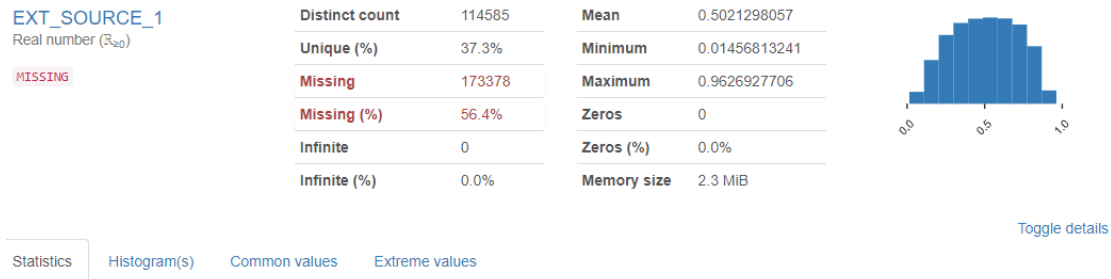 EXT_SOURCE_1
Real number (ℝ≥0)
MISSING
Distinct count 114585
Unique (%) 37.3%
Missing 173378
Missing (%) 56.4%
Infinite 0
Infinite (%) 0.0%
Mean 0.5021298057
Minimum 0.01456813241
Maximum 0.9626927706
Zeros 0
Zeros (%) 0.0%
Memory size 2.3 MiB
0.0 0.5 1.0
Toggle details
Statistics Histogram(s) Common values Extreme values